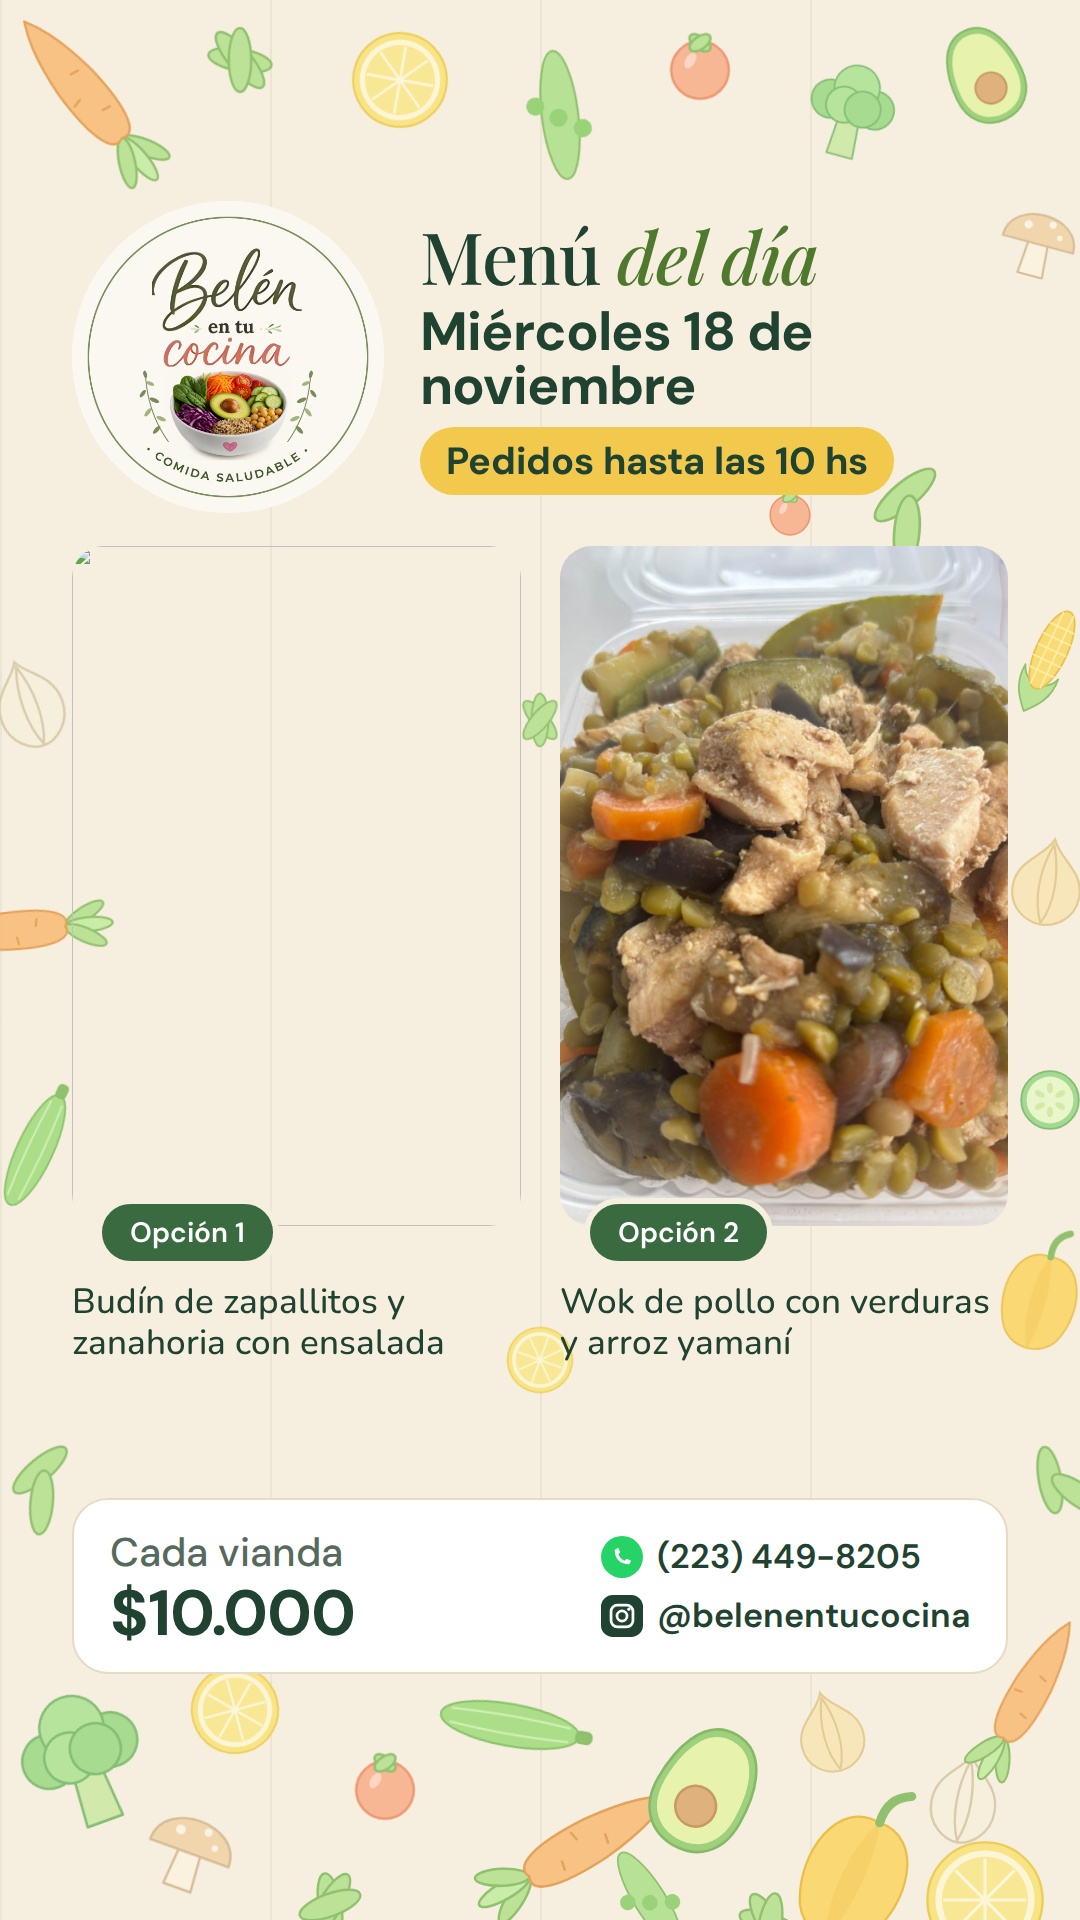 Belén
en tu
cocina
• COMIDA SALUDABLE •
Menú del día
Miércoles 18 de
noviembre
Pedidos hasta las 10 hs
Opción 1
Budín de zapallitos y
zanahoria con ensalada
Opción 2
Wok de pollo con verduras
y arroz yamaní
Cada vianda
$10.000
(223) 449-8205
@belenentucocina